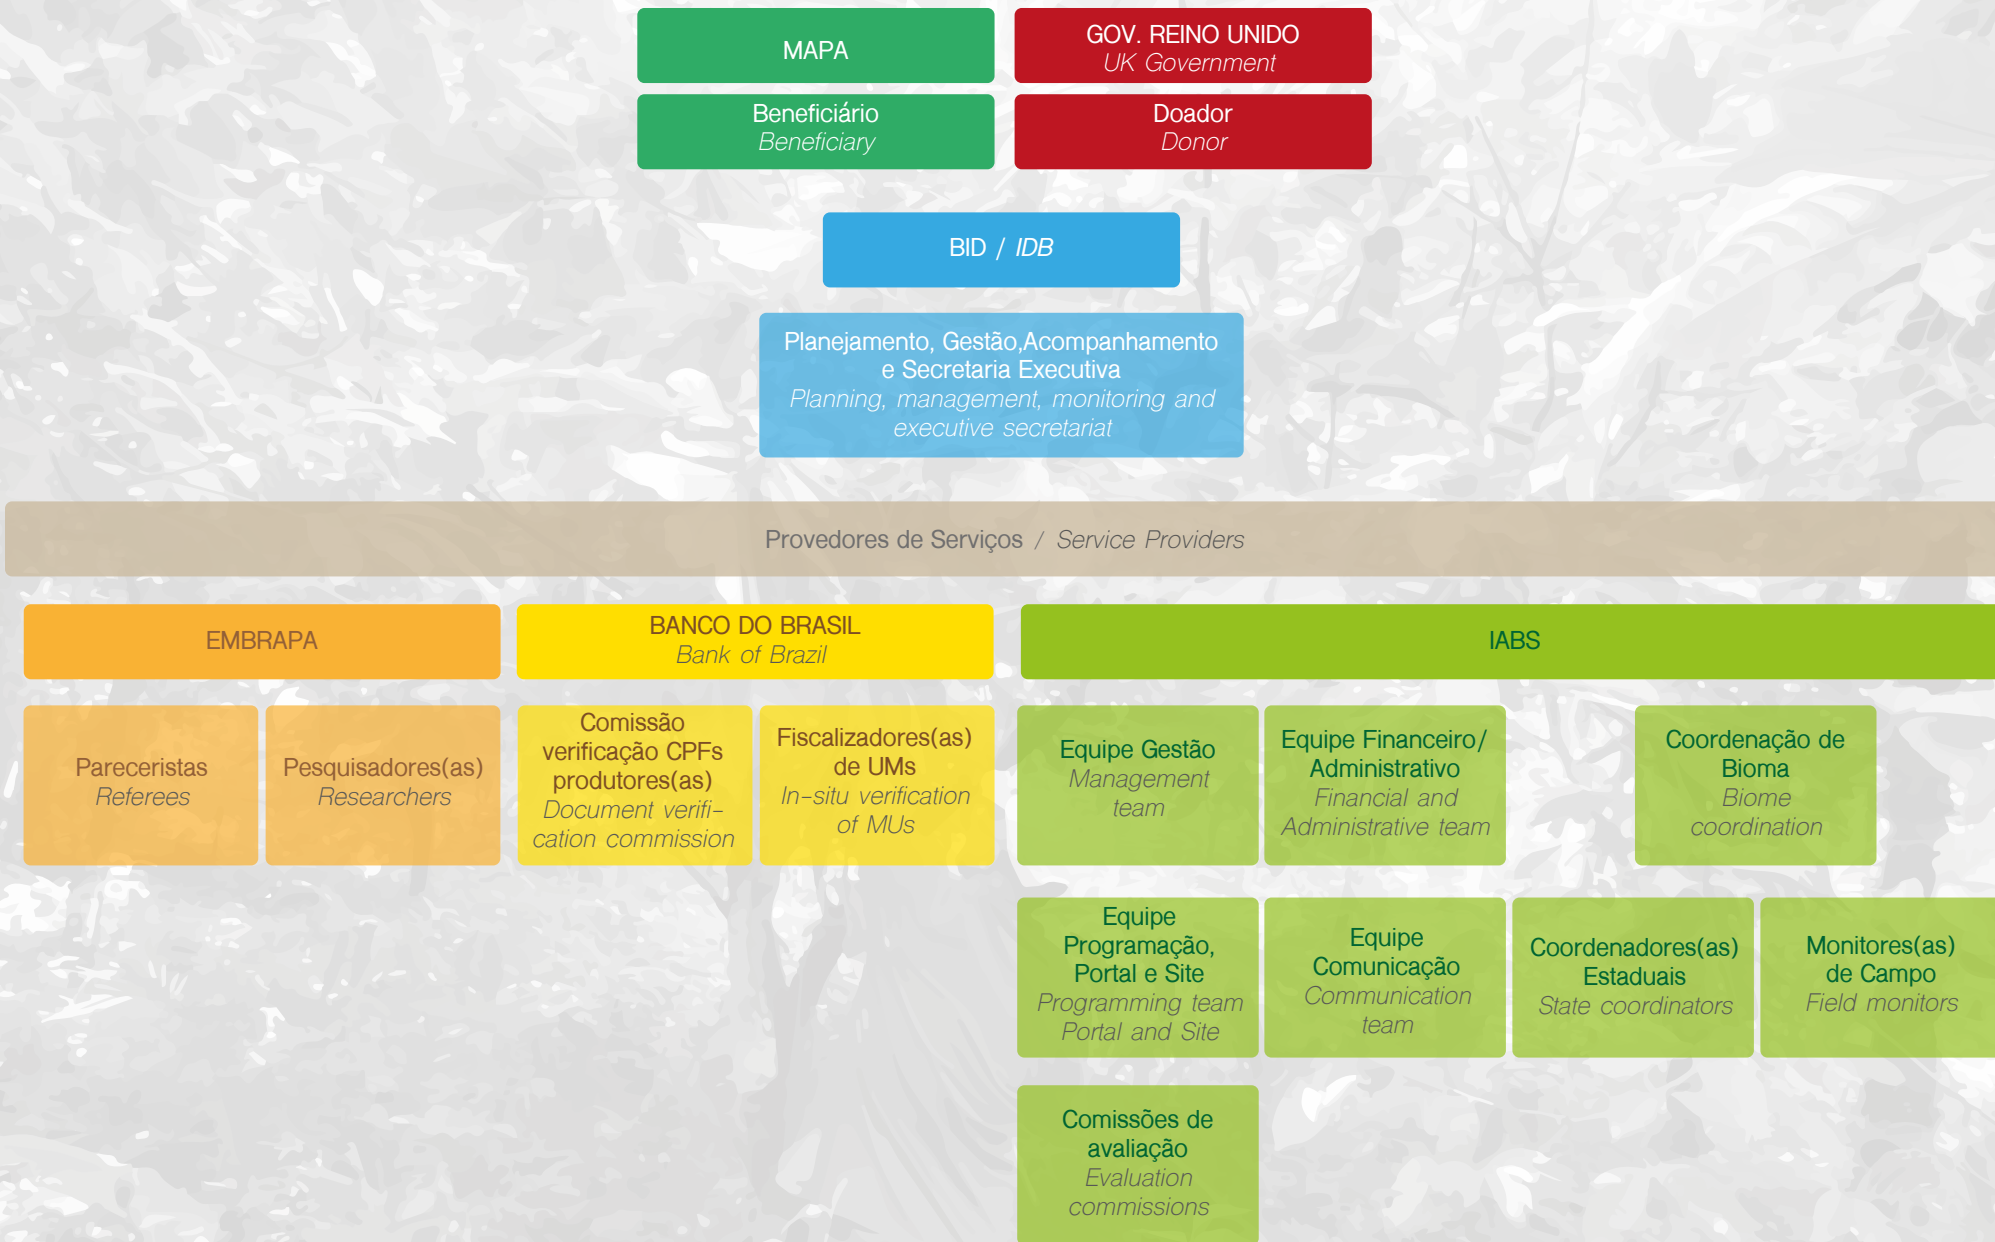 MAPA
GOV. REINO UNIDO
UK Government
Beneficiário
Beneficiary
Doador
Donor
BID / IDB
Planejamento, Gestão,Acompanhamento
e Secretaria Executiva
Planning, management, monitoring and
executive secretariat
Provedores de Serviços / Service Providers
EMBRAPA
BANCO DO BRASIL
Bank of Brazil
IABS
Pareceristas
Referees
Pesquisadores(as)
Researchers
Comissão
verificação CPFs
produtores(as)
Document verifi-
cation commission
Fiscalizadores(as)
de UMs
In-situ verification
of MUs
Equipe Gestão
Management
team
Equipe Financeiro/
Administrativo
Financial and
Administrative team
Coordenação de
Bioma
Biome
coordination
Equipe
Programação,
Portal e Site
Programming team
Portal and Site
Equipe
Comunicação
Communication
team
Coordenadores(as)
Estaduais
State coordinators
Monitores(as)
de Campo
Field monitors
Comissões de
avaliação
Evaluation
commissions